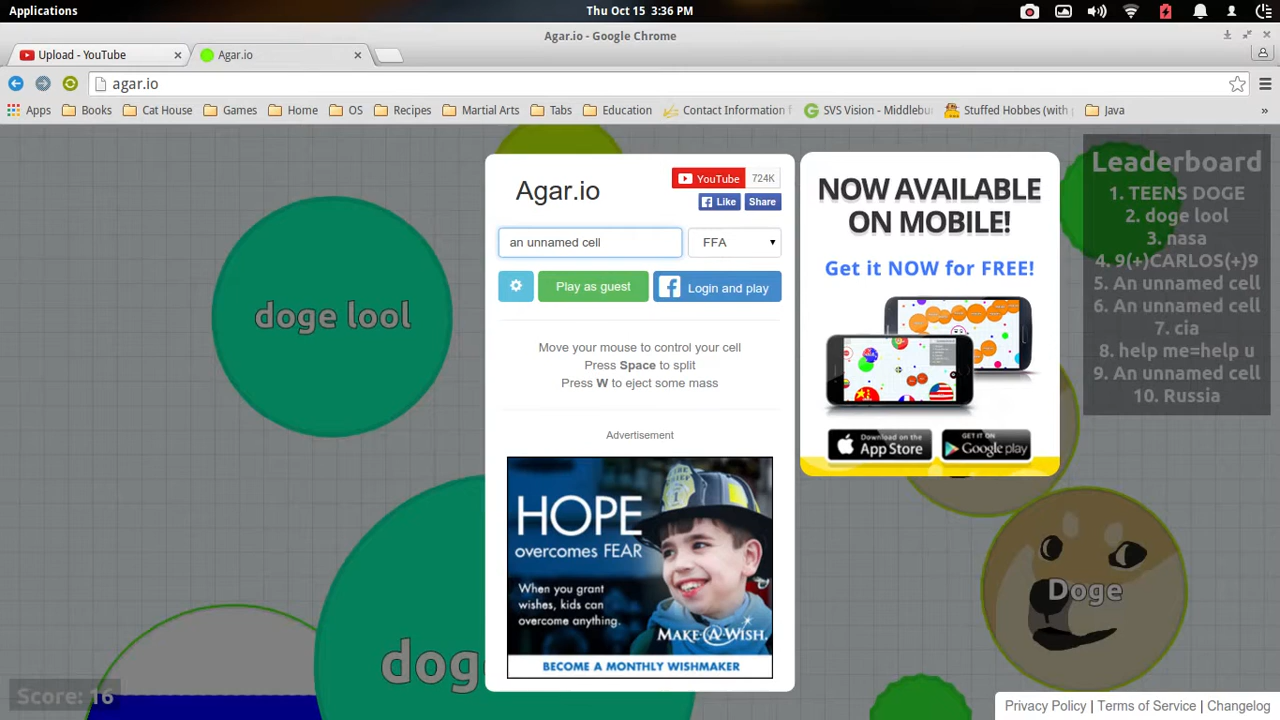 Applications
Thu Oct 15 3:36 PM
Agar.io - Google Chrome
Upload - YouTube
Agar.io
agar.io
Apps Books Cat House Games Home OS Recipes Martial Arts Tabs Education Contact Information f SVS Vision - Middlebu Stuffed Hobbes (with p Java »
Agar.io
YouTube 724K
Like Share
an unnamed cell
FFA
Play as guest
Login and play
Move your mouse to control your cell
Press Space to split
Press W to eject some mass
Advertisement
HOPE
overcomes FEAR
When you grant
wishes, kids can
overcome anything.
MAKE-A-WISH.
BECOME A MONTHLY WISHMAKER
NOW AVAILABLE
ON MOBILE!
Get it NOW for FREE!
Download on the
App Store
GET IT ON
Google play
Leaderboard
1. TEENS DOGE
2. doge lool
3. nasa
4. 9(+)CARLOS(+)9
5. An unnamed cell
6. An unnamed cell
7. cia
8. help me=help u
9. An unnamed cell
10. Russia
doge lool
dog
Doge
Score: 16
Privacy Policy | Terms of Service | Changelog